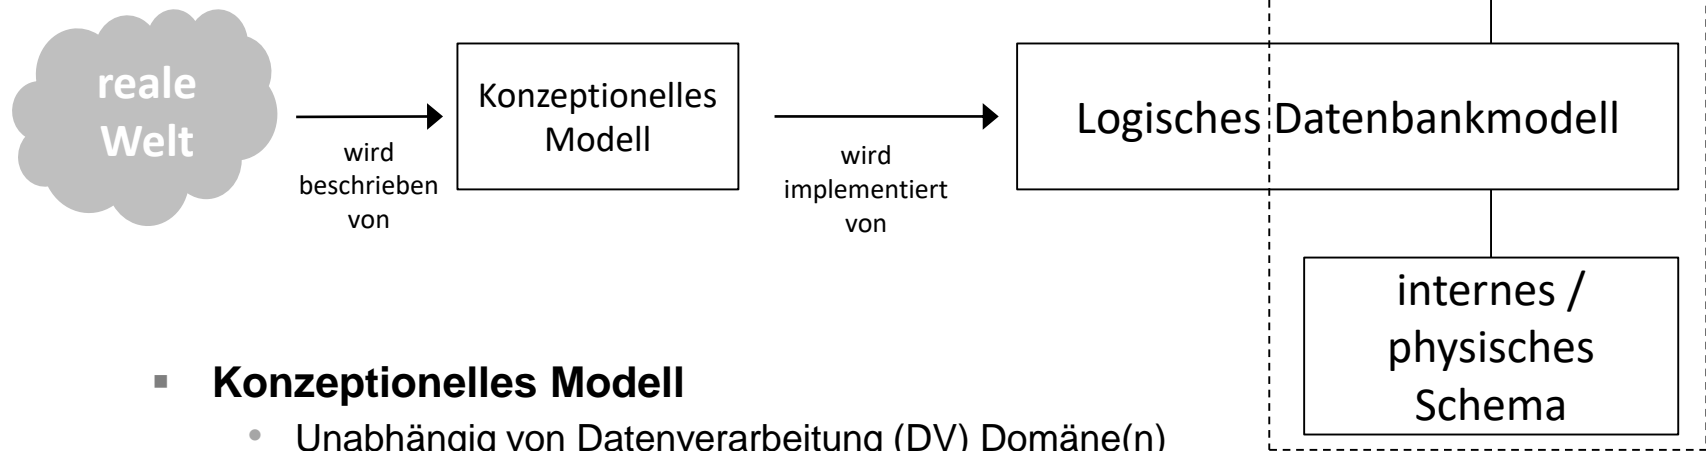 reale
Welt
wird
beschrieben
von
Konzeptionelles
Modell
wird
implementiert
von
Logisches Datenbankmodell
internes /
physisches
Schema
Konzeptionelles Modell
Unabhängig von Datenverarbeitung (DV) Domäne(n)